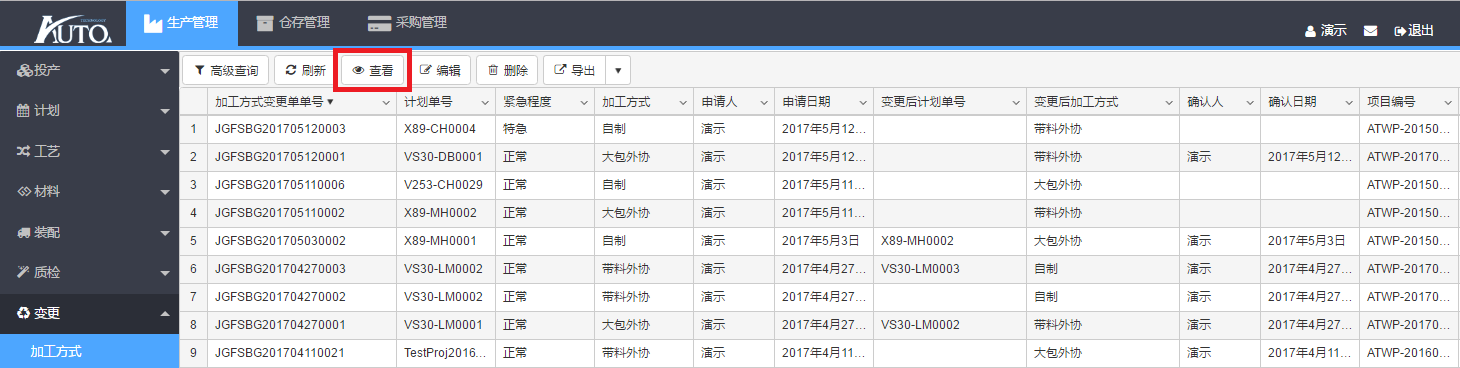 AUTO.
TECHNOLOGY
生产管理
仓存管理
采购管理
演示
退出
投产
计划
工艺
材料
装配
质检
变更
加工方式
高级查询 刷新 查看 编辑 删除 导出
加工方式变更单单号 计划单号 紧急程度 加工方式 申请人 申请日期 变更后计划单号 变更后加工方式 确认人 确认日期 项目编号
1 JGFSBG201705120003 X89-CH0004 特急 自制 演示 2017年5月12... 带料外协 ATWP-20150...
2 JGFSBG201705120001 VS30-DB0001 正常 大包外协 演示 2017年5月12... 带料外协 演示 2017年5月12... ATWP-20170...
3 JGFSBG201705110006 V253-CH0029 正常 自制 演示 2017年5月11... 大包外协 ATWP-20150...
4 JGFSBG201705110002 X89-MH0002 正常 大包外协 演示 2017年5月11... 带料外协 ATWP-20150...
5 JGFSBG201705030002 X89-MH0001 正常 自制 演示 2017年5月3日 X89-MH0002 大包外协 演示 2017年5月3日 ATWP-20150...
6 JGFSBG201704270003 VS30-LM0002 正常 带料外协 演示 2017年4月27... VS30-LM0003 自制 演示 2017年4月27... ATWP-20170...
7 JGFSBG201704270002 VS30-LM0002 正常 带料外协 演示 2017年4月27... 自制 演示 2017年4月27... ATWP-20170...
8 JGFSBG201704270001 VS30-LM0001 正常 大包外协 演示 2017年4月27... VS30-LM0002 带料外协 演示 2017年4月27... ATWP-20170...
9 JGFSBG201704110021 TestProj2016... 正常 带料外协 演示 2017年4月11... 大包外协 演示 2017年4月11... ATWP-20160...